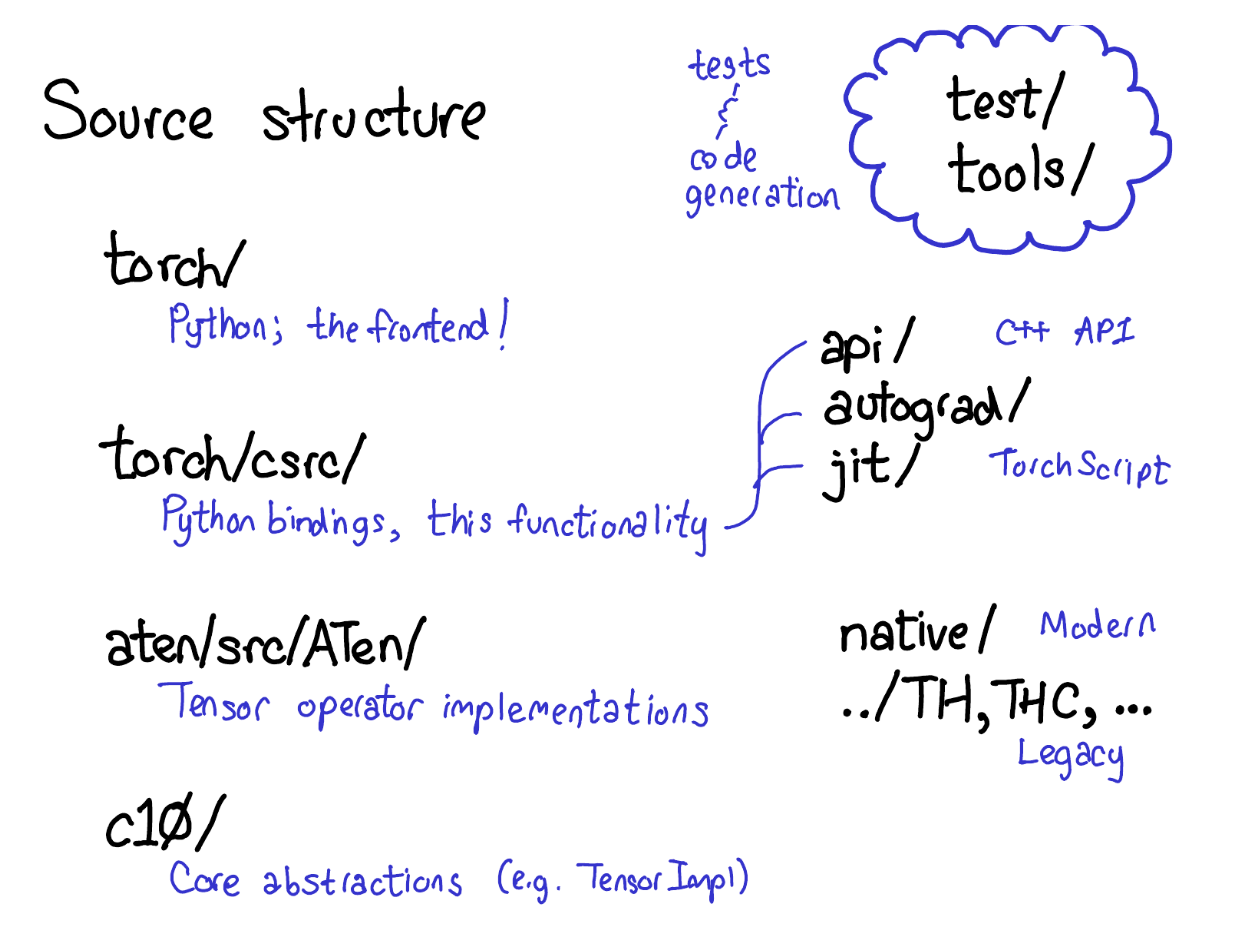 Source structure
tests
code
generation
test/
tools/
torch/
Python; the frontend!
torch/csrc/
Python bindings, this functionality
api/ C++ API
autograd/
jit/ TorchScript
aten/src/ATen/
Tensor operator implementations
native/ Modern
../TH, THC, ...
Legacy
c10/
Core abstractions (e.g. TensorImpl)